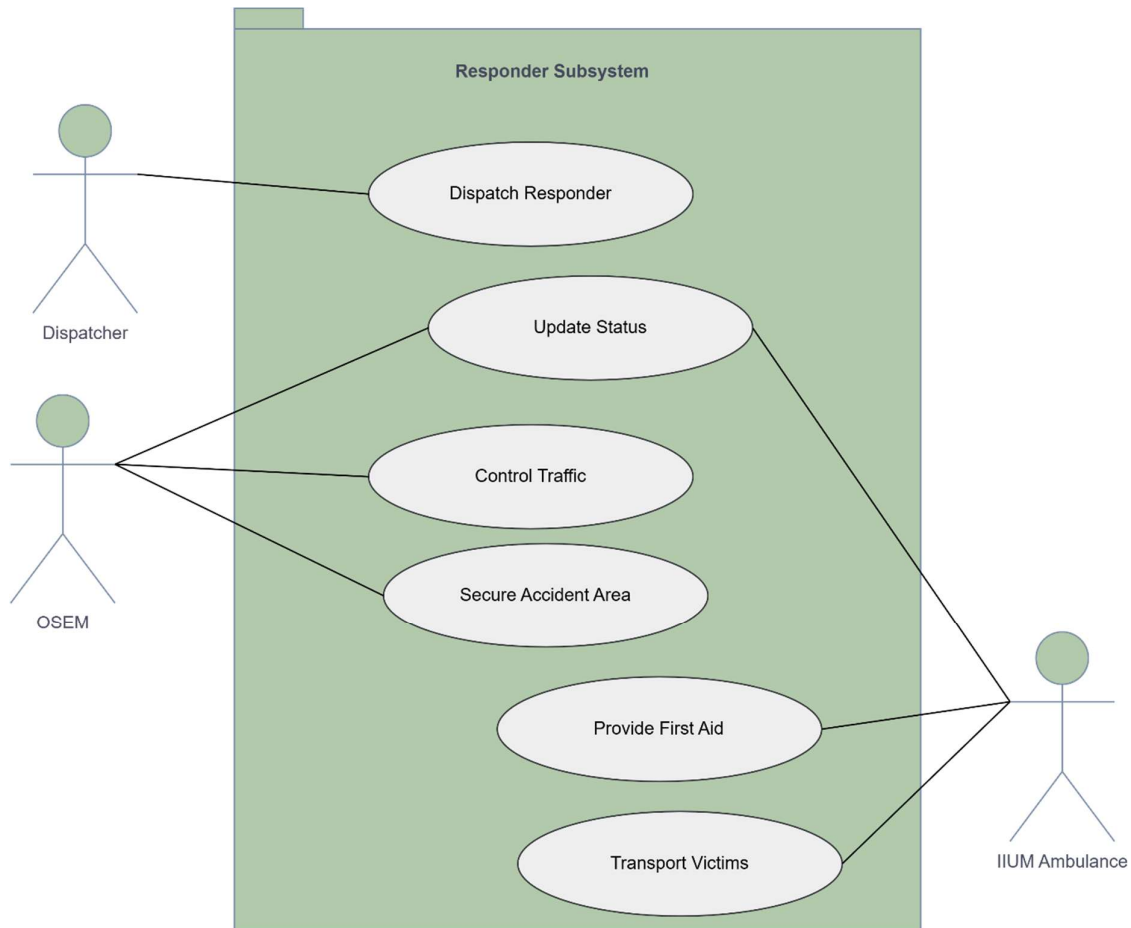 Responder Subsystem
Dispatch Responder
Dispatcher
Update Status
Control Traffic
Secure Accident Area
OSEM
Provide First Aid
Transport Victims
IIUM Ambulance